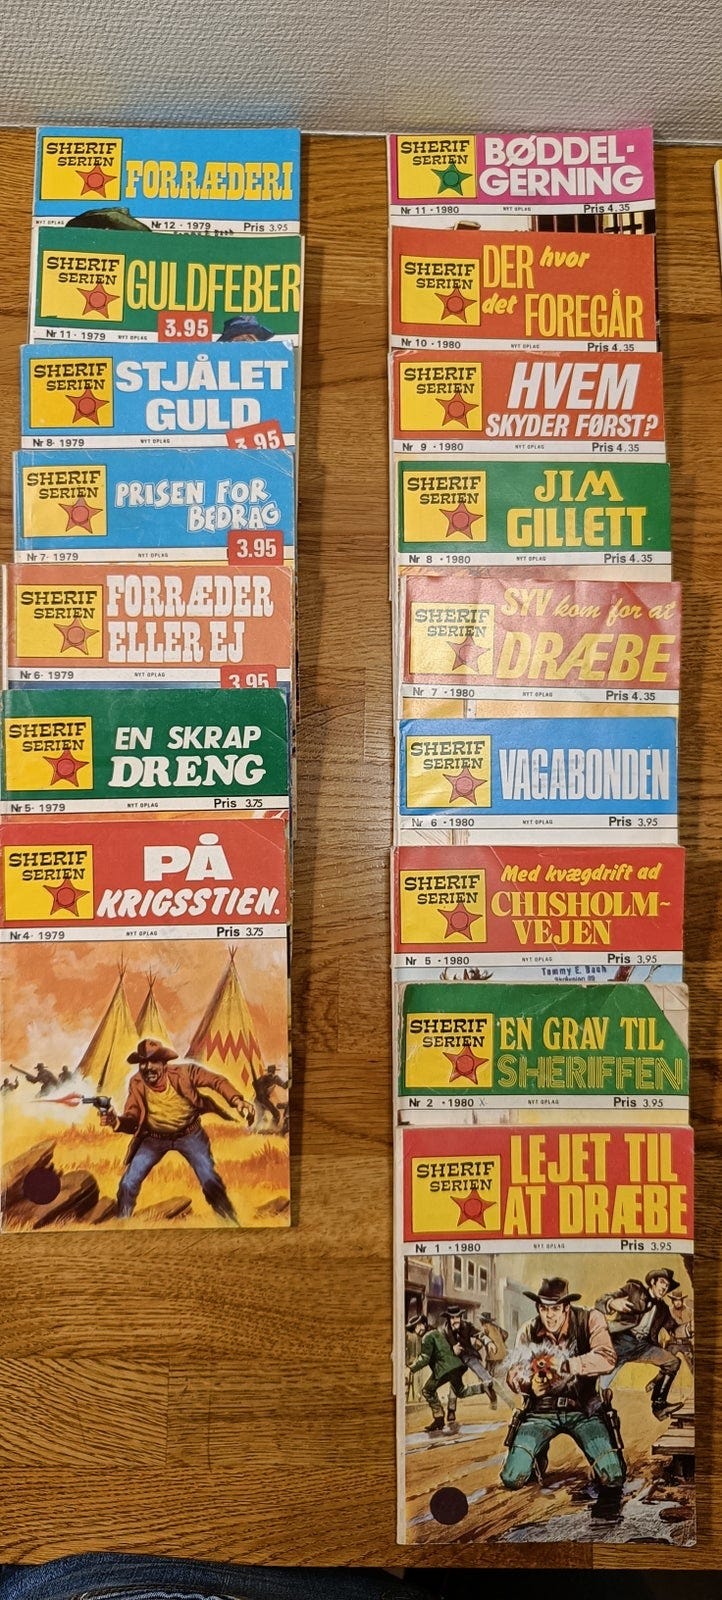 SHERIF
SERIEN
FORRÆDERI
NYT OPLAG
Nr 12 · 1979
Pris 3.95
SHERIF
SERIEN
GULDFEBER
3.95
Nr 11 · 1979
NYT OPLAG
SHERIF
SERIEN
STJÅLET
GULD
3.95
Nr 8 · 1979
NYT OPLAG
SHERIF
SERIEN
PRISEN FOR
BEDRAG
3.95
Nr 7 · 1979
NYT OPLAG
SHERIF
SERIEN
FORRÆDER
ELLER EJ
3.95
Nr 6 · 1979
NYT OPLAG
SHERIF
SERIEN
EN SKRAP
DRENG
Nr 5 · 1979
NYT OPLAG
Pris 3.75
SHERIF
SERIEN
PÅ
KRIGSSTIEN.
Nr 4 · 1979
NYT OPLAG
Pris 3.75
SHERIF
SERIEN
BØDDEL-
GERNING
Nr 11 · 1980
NYT OPLAG
Pris 4.35
SHERIF
SERIEN
DER hvor
det FOREGÅR
Nr 10 · 1980
NYT OPLAG
Pris 4.35
SHERIF
SERIEN
HVEM
SKYDER FØRST?
Nr 9 · 1980
NYT OPLAG
Pris 4.35
SHERIF
SERIEN
JIM
GILLETT
Nr 8 · 1980
NYT OPLAG
Pris 4.35
SHERIF
SERIEN
SYV kom for at
DRÆBE
Nr 7 · 1980
NYT OPLAG
Pris 4.35
SHERIF
SERIEN
VAGABONDEN
Nr 6 · 1980
NYT OPLAG
Pris 3.95
SHERIF
SERIEN
Med kvægdrift ad
CHISHOLM-
VEJEN
Nr 5 · 1980
NYT OPLAG
Pris 3.95
Tommy E. Bach
SHERIF
SERIEN
EN GRAV TIL
SHERIFFEN
Nr 2 · 1980 X
NYT OPLAG
Pris 3.95
SHERIF
SERIEN
LEJET TIL
AT DRÆBE
Nr 1 · 1980
NYT OPLAG
Pris 3.95